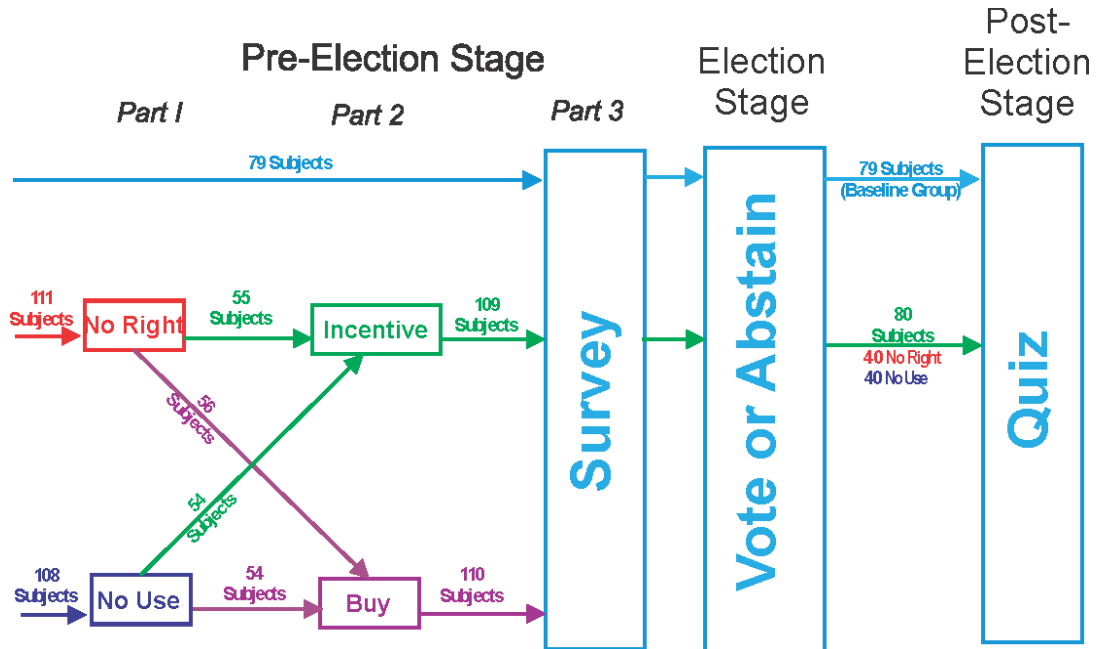 Pre-Election Stage
Election
Stage
Post-
Election
Stage
Part I
Part 2
Part 3
79 Subjects
79 Subjects
(Baseline Group)
111
Subjects
No Right
55
Subjects
Incentive
109
Subjects
80
Subjects
40 No Right
40 No Use
56
Subjects
54
Subjects
108
Subjects
No Use
54
Subjects
Buy
110
Subjects
Survey
Vote or Abstain
Quiz